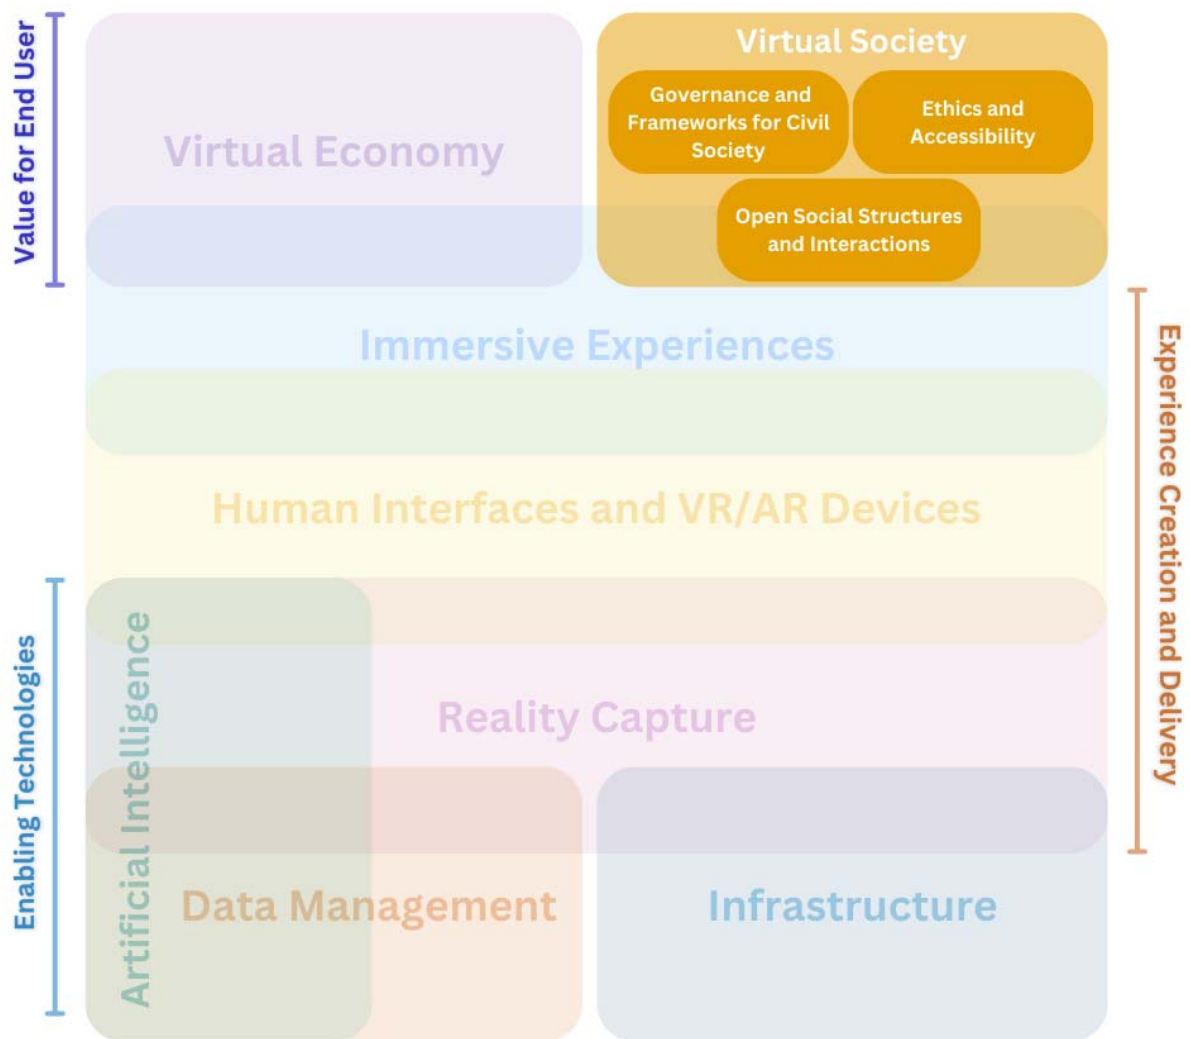 Value for End User
Virtual Economy
Virtual Society
Governance and
Frameworks for Civil
Society
Ethics and
Accessibility
Open Social Structures
and Interactions
Immersive Experiences
Experience Creation and Delivery
Human Interfaces and VR/AR Devices
Enabling Technologies
Artificial Intelligence
Reality Capture
Data Management
Infrastructure